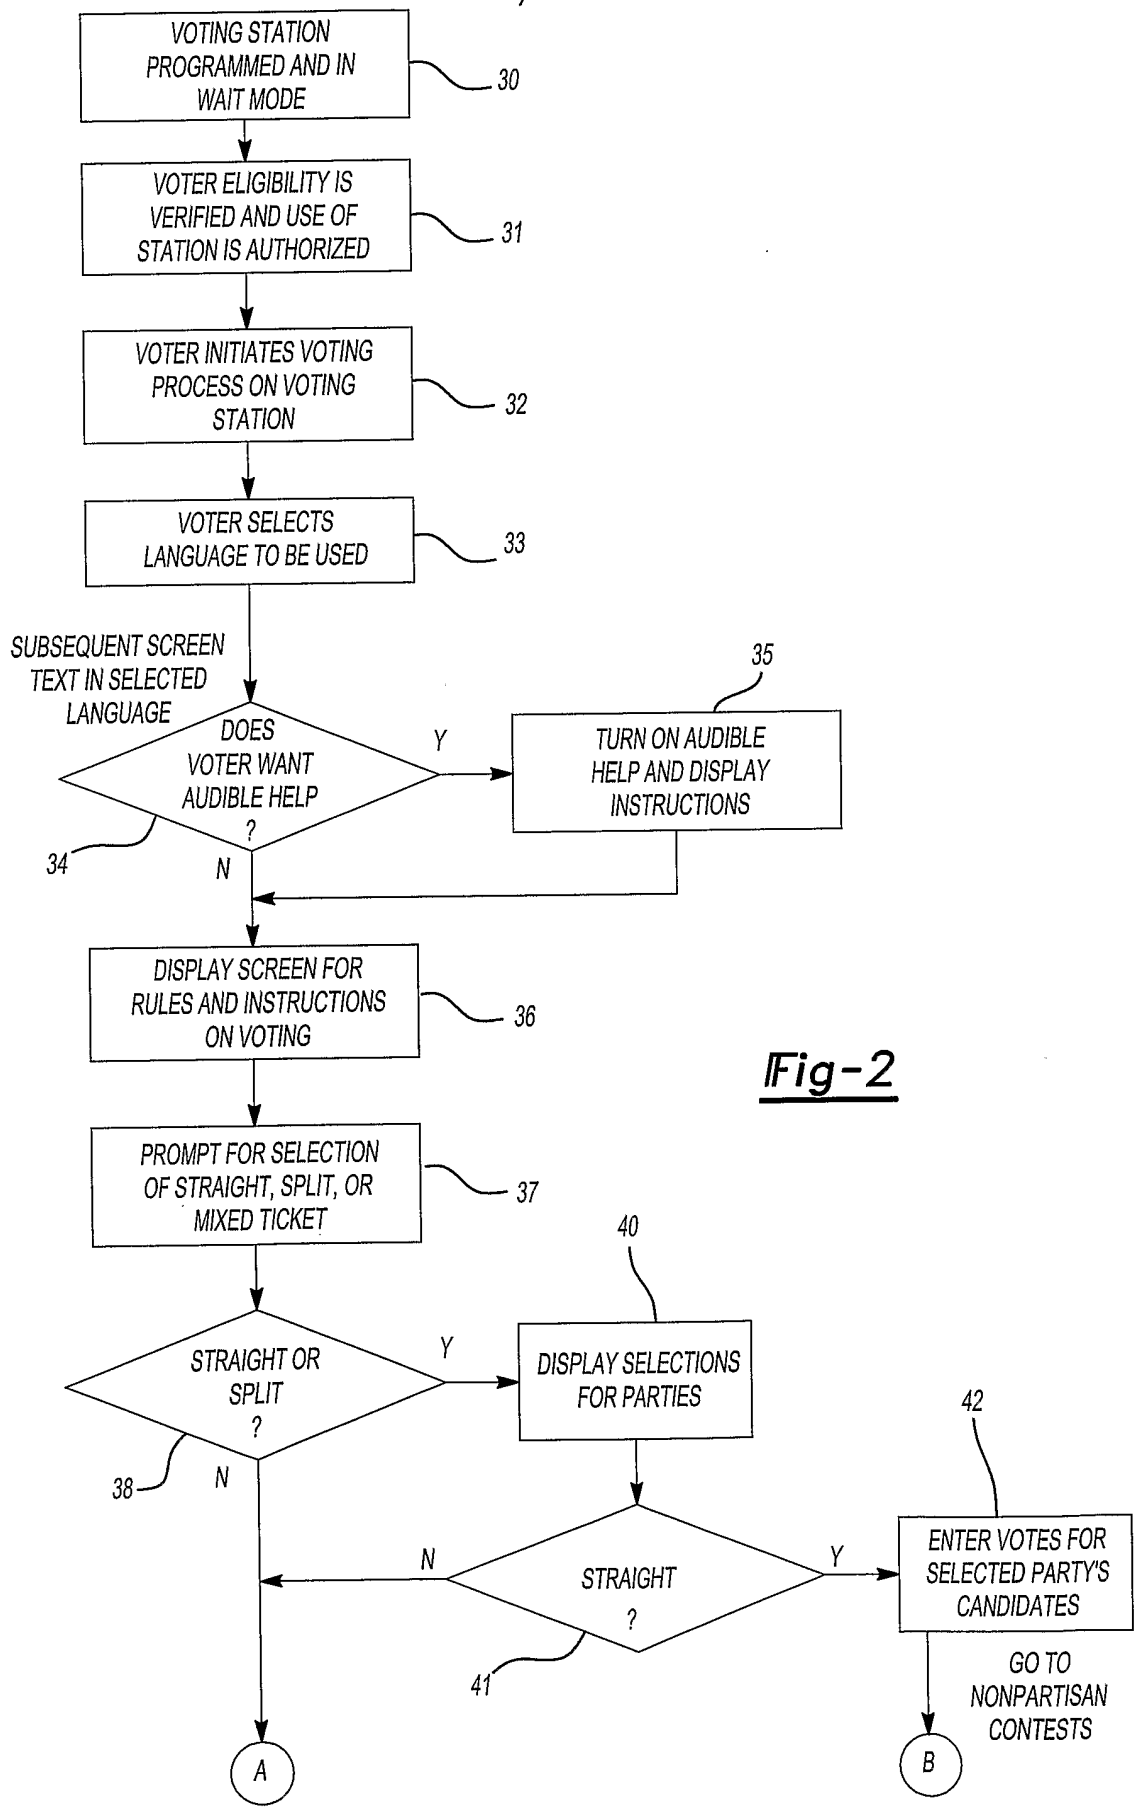 VOTING STATION
PROGRAMMED AND IN
WAIT MODE
30
VOTER ELIGIBILITY IS
VERIFIED AND USE OF
STATION IS AUTHORIZED
31
VOTER INITIATES VOTING
PROCESS ON VOTING
STATION
32
VOTER SELECTS
LANGUAGE TO BE USED
33
SUBSEQUENT SCREEN
TEXT IN SELECTED
LANGUAGE
DOES
VOTER WANT
AUDIBLE HELP
?
34
Y
N
35
TURN ON AUDIBLE
HELP AND DISPLAY
INSTRUCTIONS
DISPLAY SCREEN FOR
RULES AND INSTRUCTIONS
ON VOTING
36
Fig-2
PROMPT FOR SELECTION
OF STRAIGHT, SPLIT, OR
MIXED TICKET
37
STRAIGHT OR
SPLIT
?
38
Y
N
40
DISPLAY SELECTIONS
FOR PARTIES
STRAIGHT
?
41
N
Y
42
ENTER VOTES FOR
SELECTED PARTY'S
CANDIDATES
GO TO
NONPARTISAN
CONTESTS
A
B